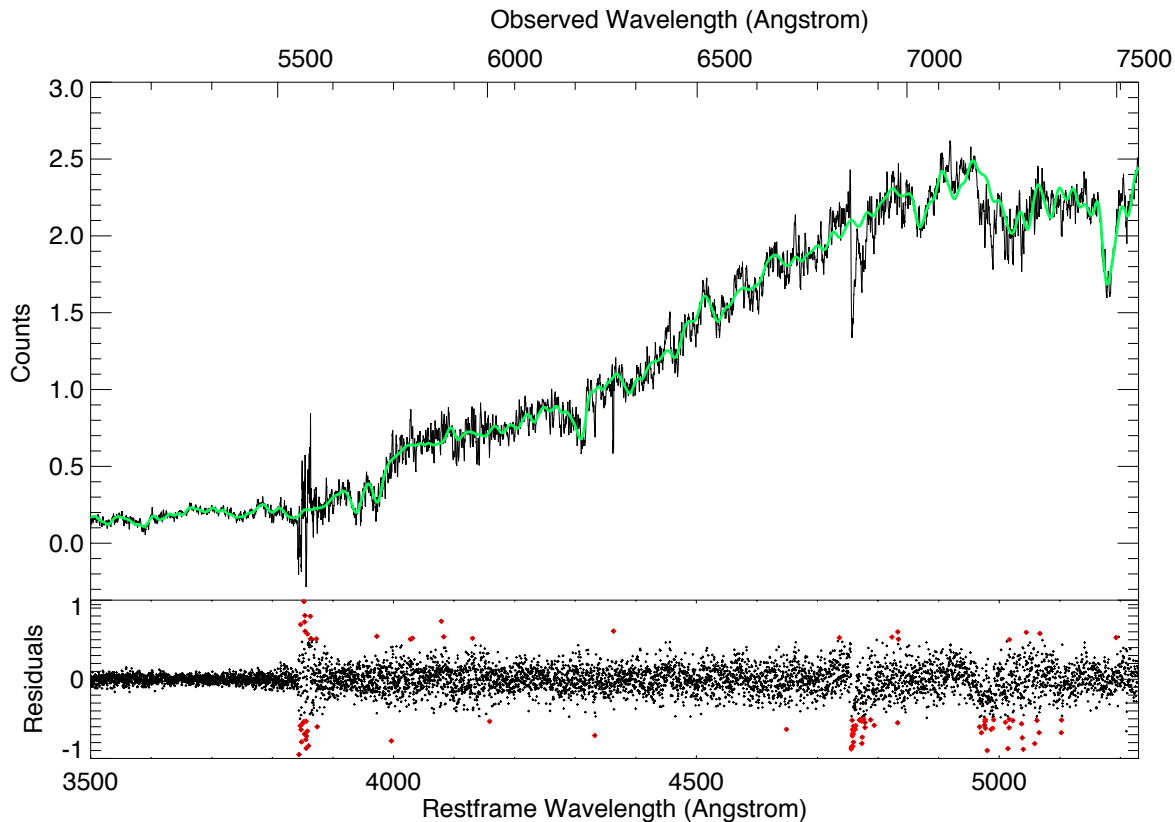 Observed Wavelength (Angstrom)
5500 6000 6500 7000 7500
3.0
2.5
2.0
1.5
1.0
0.5
0.0
Counts
1
0
-1
Residuals
3500 4000 4500 5000
Restframe Wavelength (Angstrom)